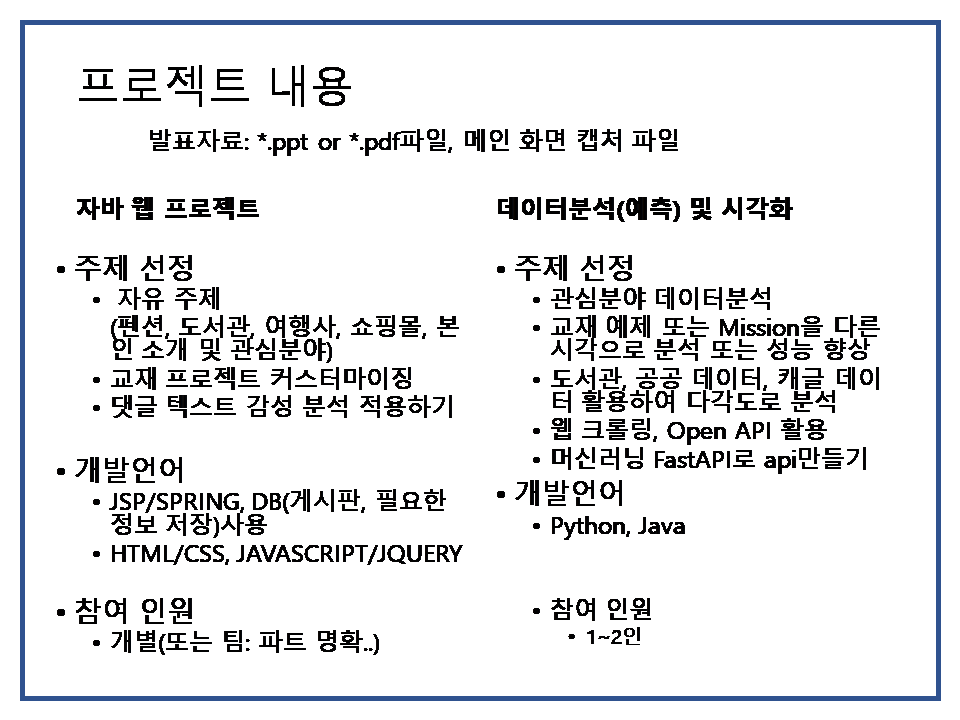 프로젝트 내용
발표자료: *.ppt or *.pdf파일, 메인 화면 캡처 파일
자바 웹 프로젝트
• 주제 선정
• 자유 주제
(펜션, 도서관, 여행사, 쇼핑몰, 본
인 소개 및 관심분야)
• 교재 프로젝트 커스터마이징
• 댓글 텍스트 감성 분석 적용하기
• 개발언어
• JSP/SPRING, DB(게시판, 필요한
정보 저장)사용
• HTML/CSS, JAVASCRIPT/JQUERY
• 참여 인원
• 개별(또는 팀: 파트 명확..)
데이터분석(예측) 및 시각화
• 주제 선정
• 관심분야 데이터분석
• 교재 예제 또는 Mission을 다른
시각으로 분석 또는 성능 향상
• 도서관, 공공 데이터, 캐글 데이
터 활용하여 다각도로 분석
• 웹 크롤링, Open API 활용
• 머신러닝 FastAPI로 api만들기
• 개발언어
• Python, Java
• 참여 인원
• 1~2인